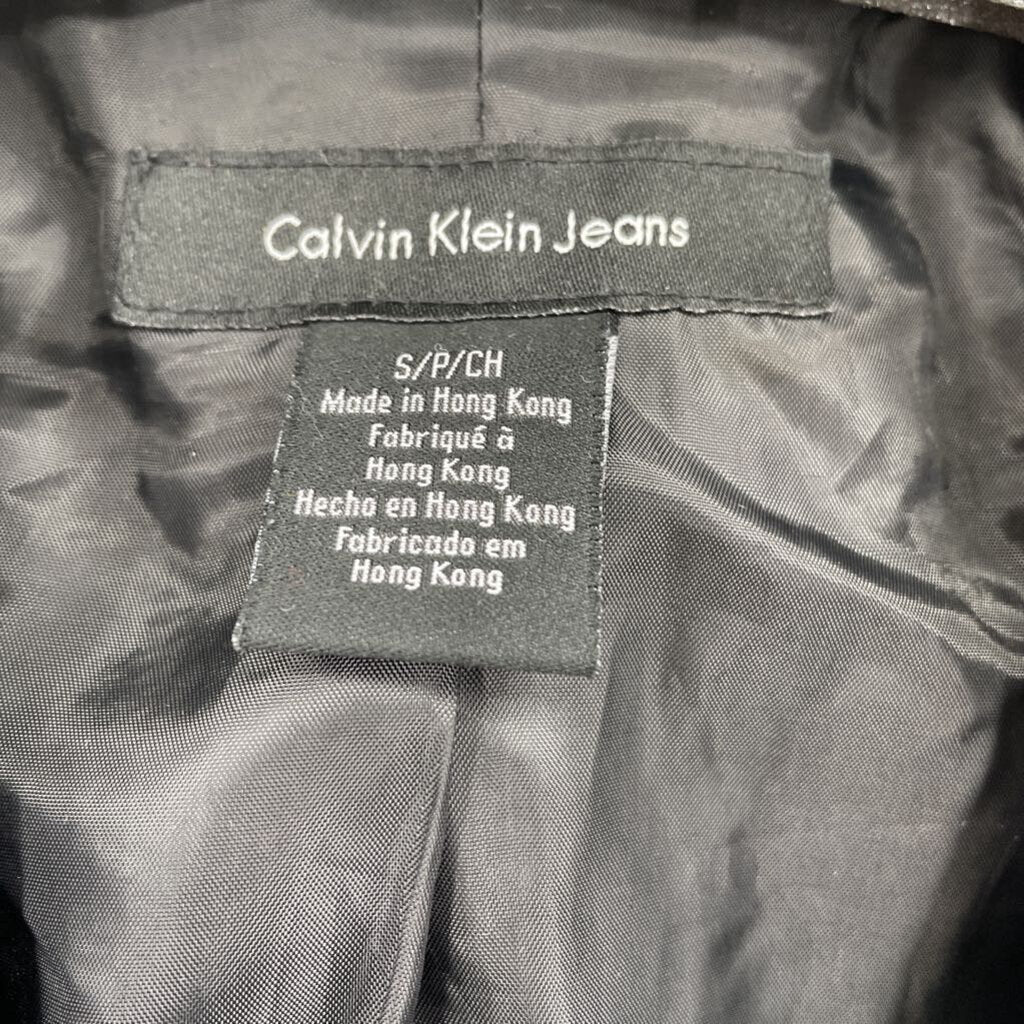 Calvin Klein Jeans
S/P/CH
Made in Hong Kong
Fabriqué à
Hong Kong
Hecho en Hong Kong
Fabricado em
Hong Kong